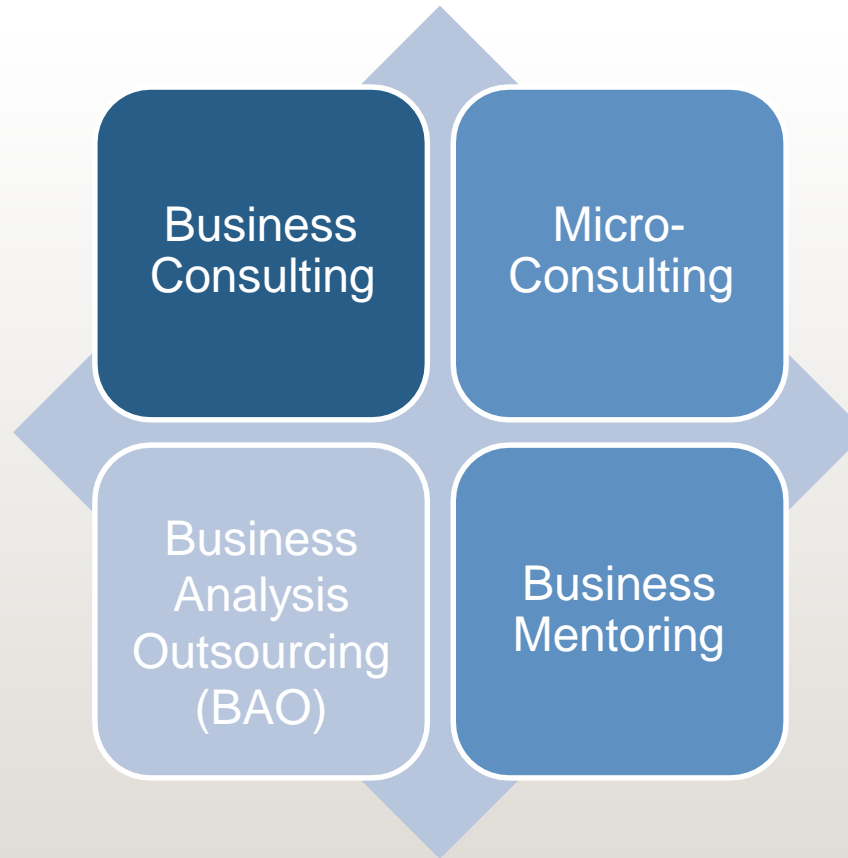 Business
Consulting
Micro-
Consulting
Business
Analysis
Outsourcing
(BAO)
Business
Mentoring